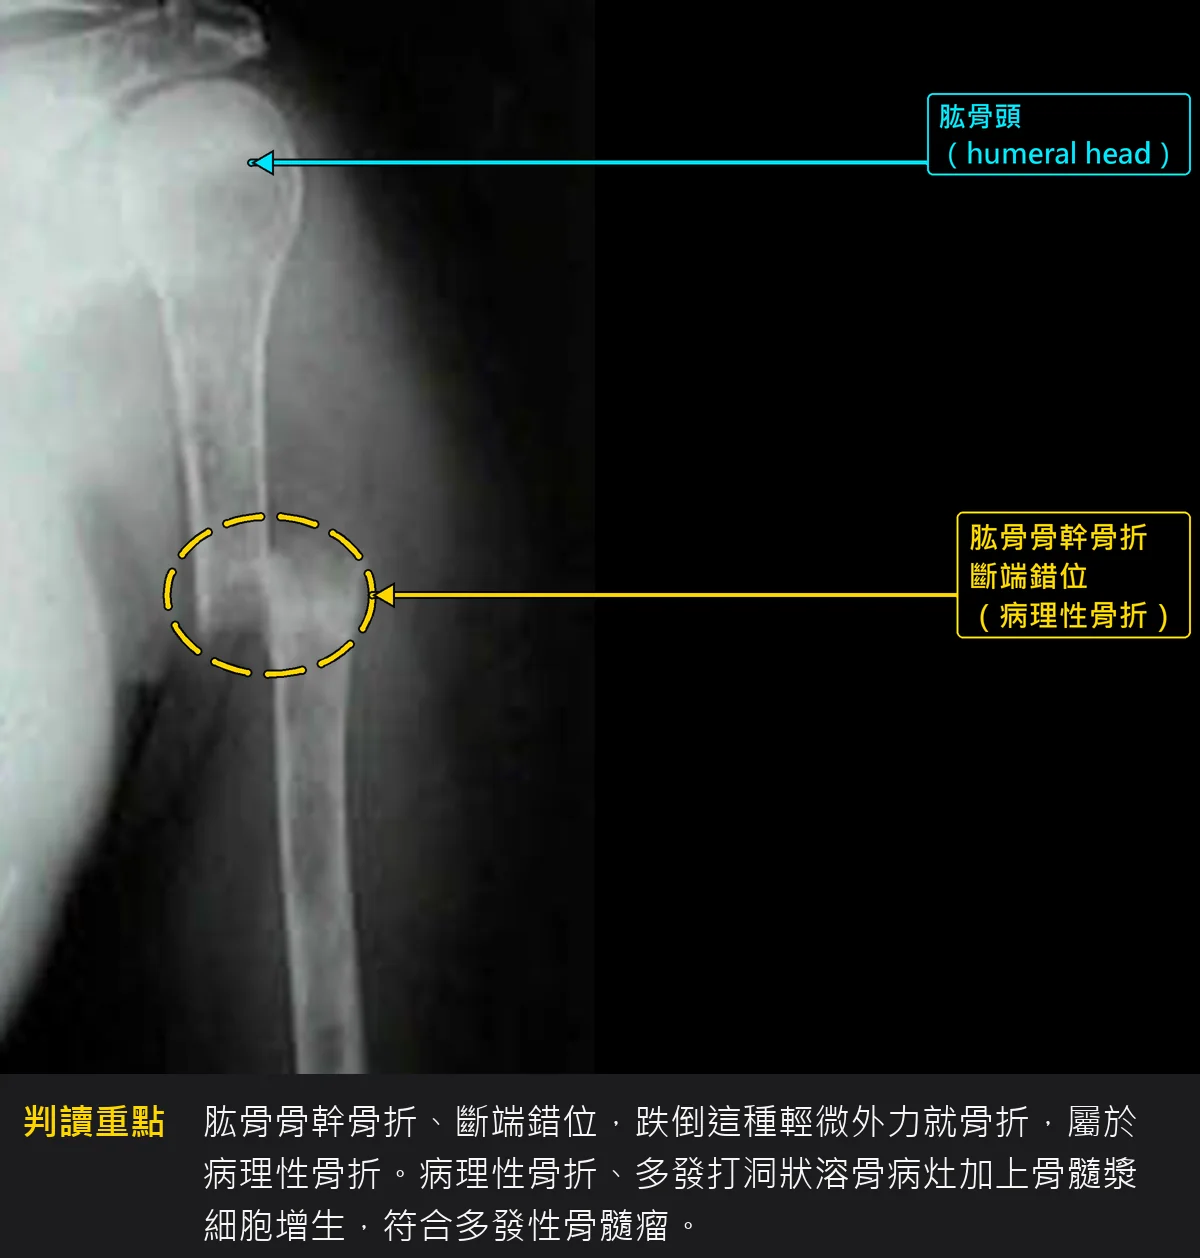 肱骨頭
（humeral head）
肱骨骨幹骨折
斷端錯位
（病理性骨折）
判讀重點
肱骨骨幹骨折、斷端錯位，跌倒這種輕微外力就骨折，屬於
病理性骨折。病理性骨折、多發打洞狀溶骨病灶加上骨髓漿
細胞增生，符合多發性骨髓瘤。